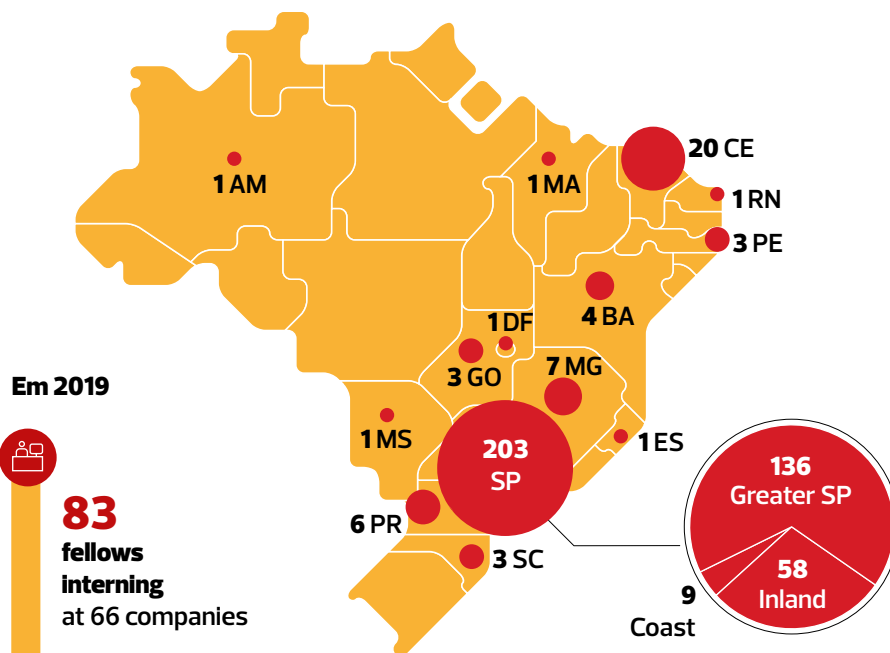 20 CE
1 AM
1 MA
1 RN
3 PE
4 BA
1 DF
3 GO
7 MG
Em 2019
1 MS
203
SP
1 ES
136
Greater SP
83
fellows
interning
at 66 companies
6 PR
3 SC
58
Inland
9
Coast